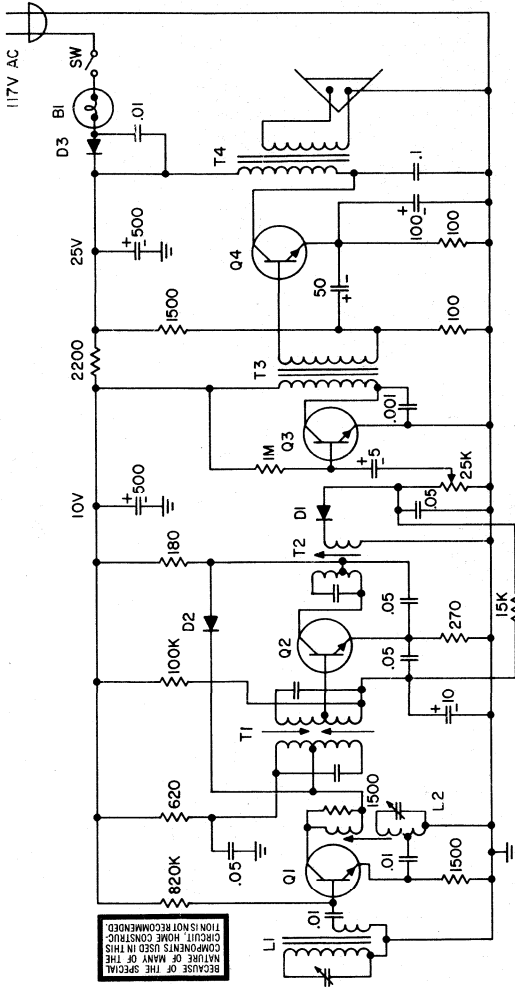 117V AC
SW
B1
.01
D3
T4
.1
25V
500
Q4
100
100
50
1500
100
2200
T3
Q3
.001
1M
5
25K
10V
500
D1
.05
180
T2
D2
.05
15K
Q2
.05
270
100K
10
T1
620
1500
L2
.05
.01
Q1
1500
820K
.01
L1
BECAUSE OF THE SPECIAL
NATURE OF MANY OF THE
COMPONENTS USED IN THIS
CIRCUIT, HOME CONSTRUC-
TION IS NOT RECOMMENDED.